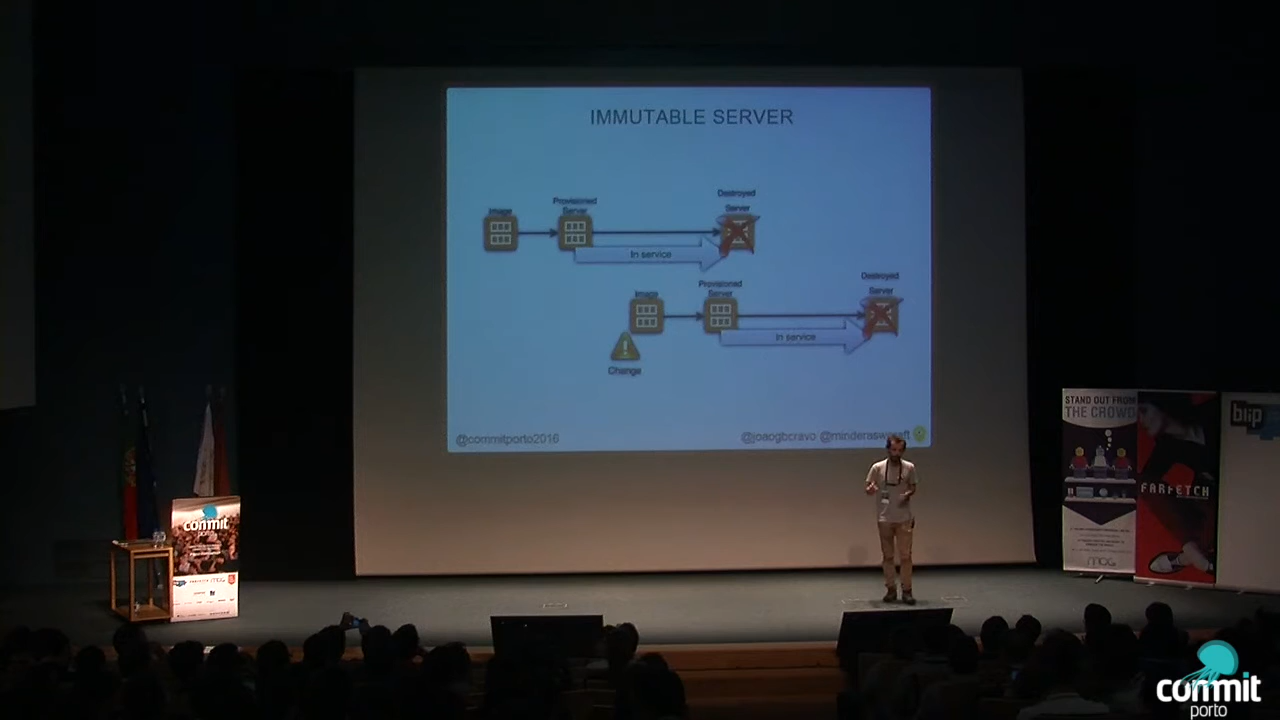 IMMUTABLE SERVER
Destroyed
Server
Provisioned
Server
Image
In service
Destroyed
Server
Provisioned
Server
Image
In service
Change
@commitporto2016
@joaogbcravo @minderaswcraft
STAND OUT FROM
THE CROWD
FARFETCH
blip
commit
porto
commit
porto